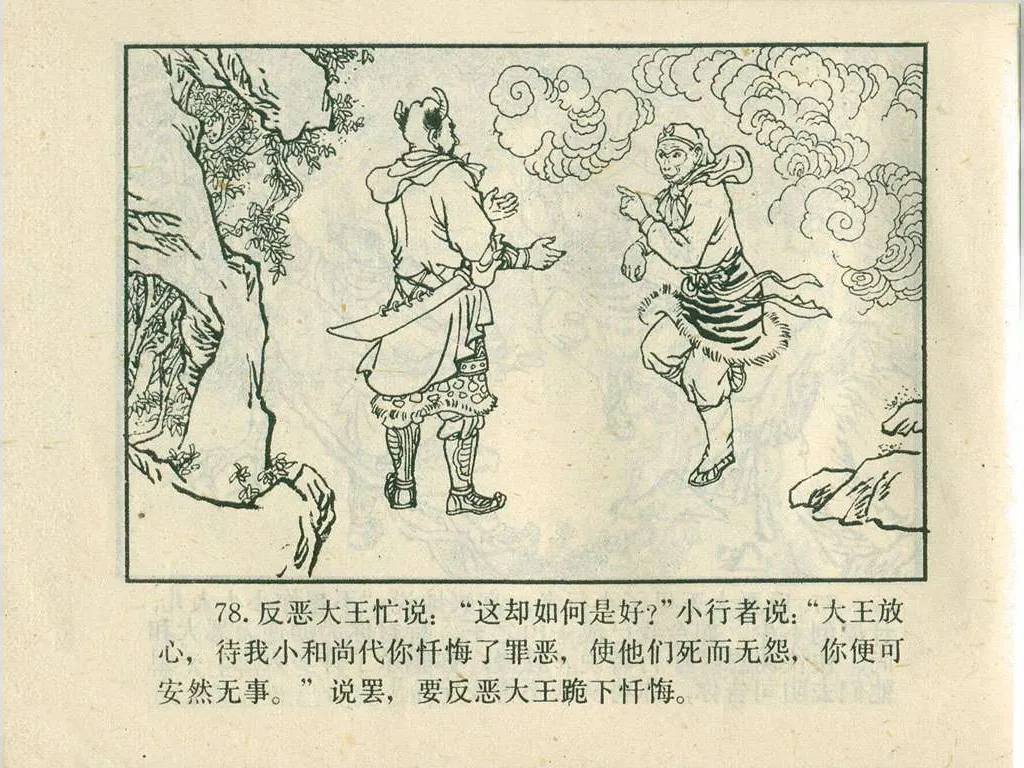 78. 反恶大王忙说：“这却如何是好？”小行者说：“大王放
心，待我小和尚代你忏悔了罪恶，使他们死而无怨，你便可
安然无事。”说罢，要反恶大王跪下忏悔。